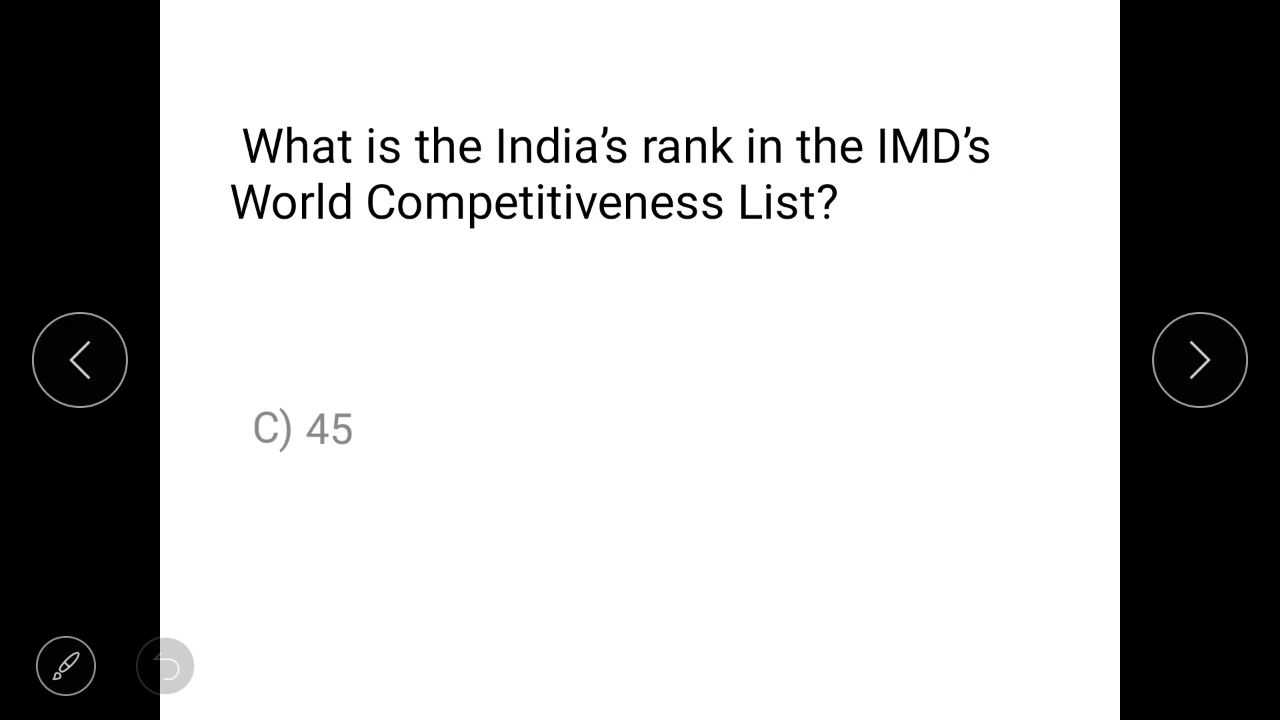 What is the India’s rank in the IMD’s
World Competitiveness List?
C) 45